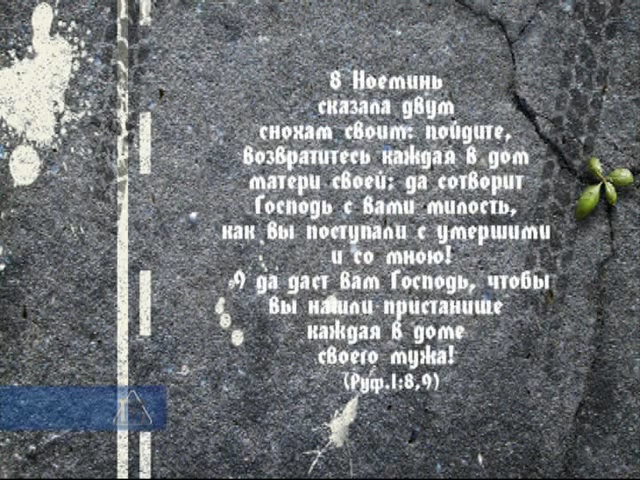 8 Ноеминь
сказала двум
снохам своим: пойдите,
возвратитесь каждая в дом
матери своей; да сотворит
Господь с вами милость,
как вы поступали с умершими
и со мною!
9 да даст вам Господь, чтобы
вы нашли пристанище
каждая в доме
своего мужа!
(Руф.1:8,9)